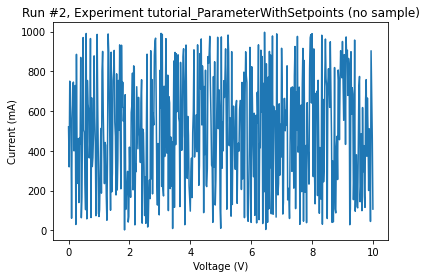 Run #2, Experiment tutorial_ParameterWithSetpoints (no sample)
1000
800
600
400
200
0
Current (mA)
0 2 4 6 8 10
Voltage (V)